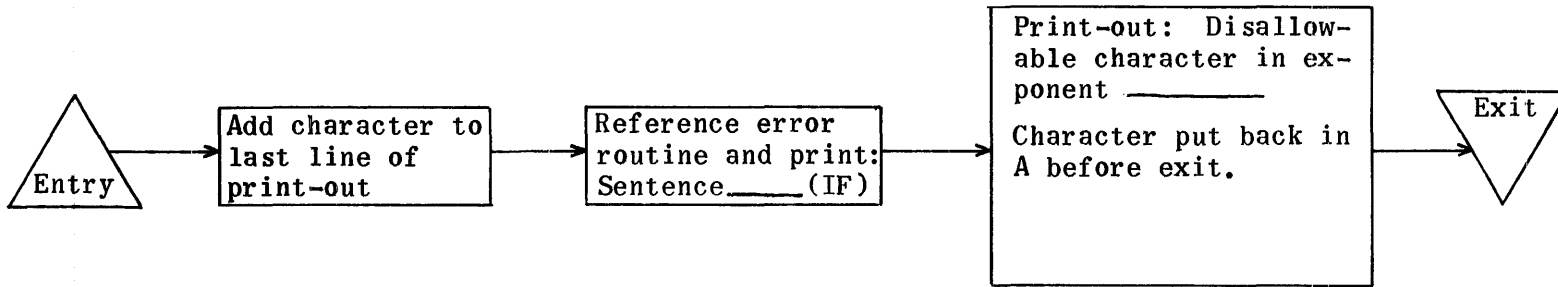 Entry
Add character to
last line of
print-out
Reference error
routine and print:
Sentence_____(IF)
Print-out: Disallow-
able character in ex-
ponent __________
Character put back in
A before exit.
Exit